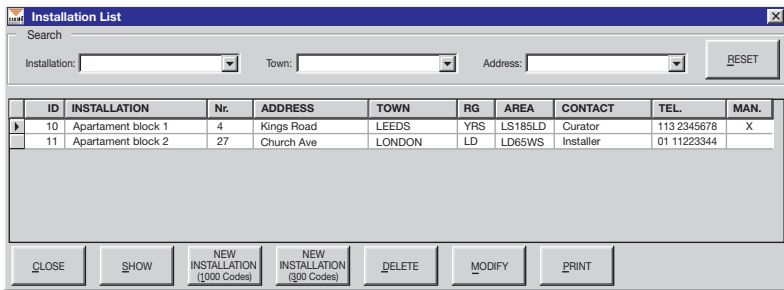 Installation List
Search
Installation: Town: Address: RESET
ID INSTALLATION Nr. ADDRESS TOWN RG AREA CONTACT TEL. MAN.
10 Apartament block 1 4 Kings Road LEEDS YRS LS185LD Curator 113 2345678 X
11 Apartament block 2 27 Church Ave LONDON LD LD65WS Installer 01 11223344
CLOSE SHOW NEW INSTALLATION (1000 Codes) NEW INSTALLATION (300 Codes) DELETE MODIFY PRINT